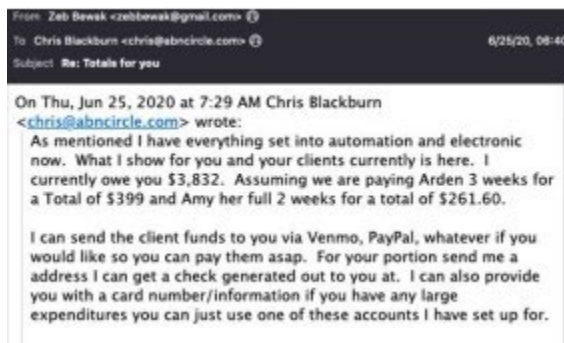 From Zeb Bewak <zebbewak@gmail.com>
To Chris Blackburn <chris@abncircle.com>
6/25/20, 08:40
Subject Re: Totals for you
On Thu, Jun 25, 2020 at 7:29 AM Chris Blackburn
<chris@abncircle.com> wrote:
As mentioned I have everything set into automation and electronic
now. What I show for you and your clients currently is here. I
currently owe you $3,832. Assuming we are paying Arden 3 weeks for
a Total of $399 and Amy her full 2 weeks for a total of $261.60.
I can send the client funds to you via Venmo, PayPal, whatever if you
would like so you can pay them asap. For your portion send me a
address I can get a check generated out to you at. I can also provide
you with a card number/information if you have any large
expenditures you can just use one of these accounts I have set up for.